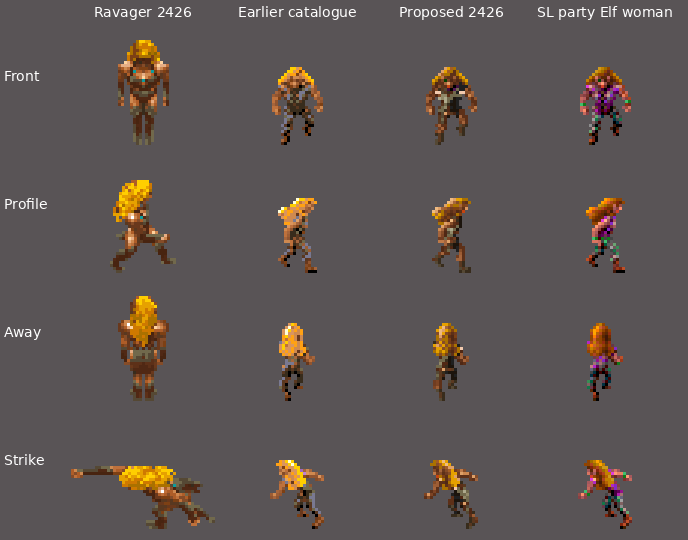 Ravager 2426 Earlier catalogue Proposed 2426 SL party Elf woman
Front
Profile
Away
Strike